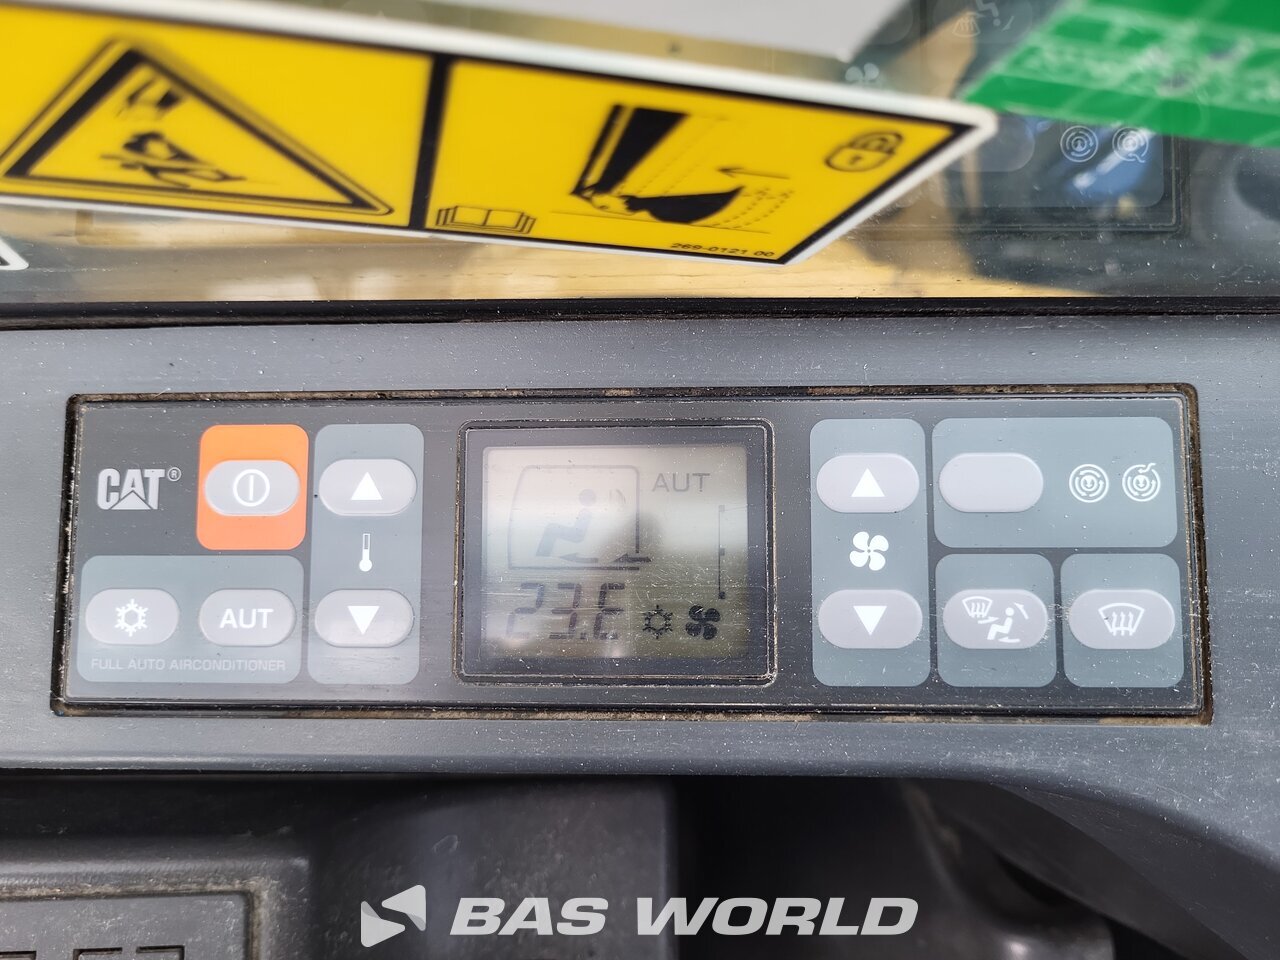 269-0121 00
CAT®
AUT
23.C
AUT
FULL AUTO AIRCONDITIONER
BAS WORLD